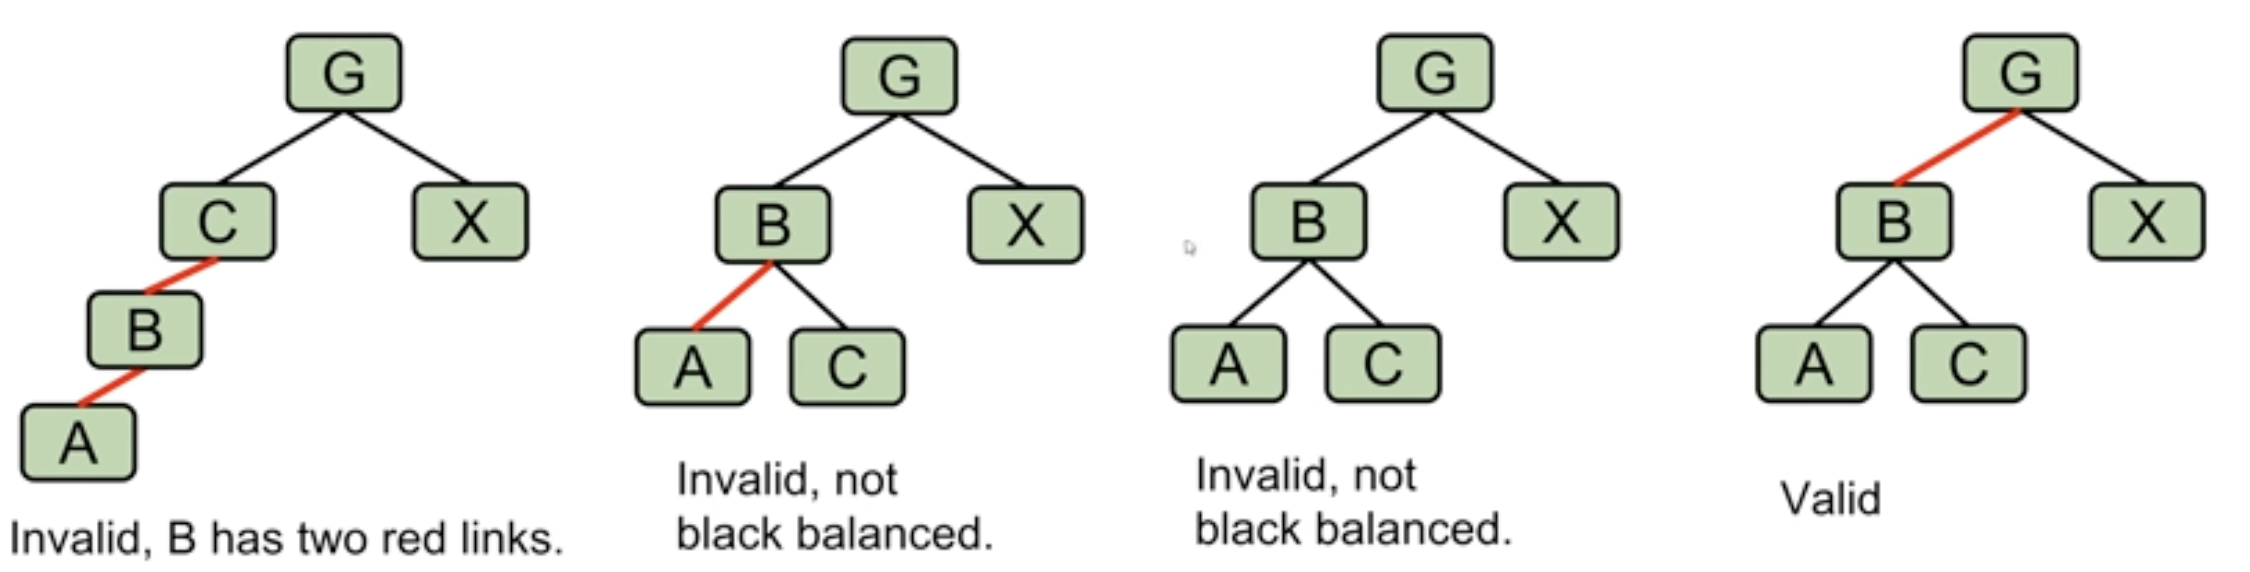 G
C
X
B
A
Invalid, B has two red links.
G
B
X
A
C
Invalid, not
black balanced.
G
B
X
A
C
Invalid, not
black balanced.
G
B
X
A
C
Valid